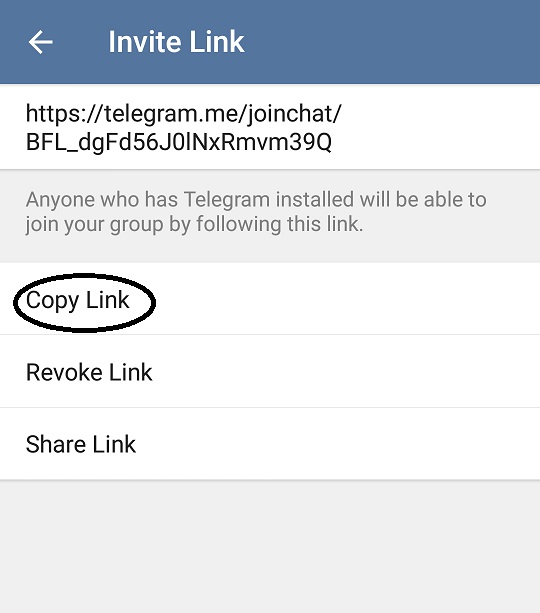 Invite Link
https://telegram.me/joinchat/
BFL_dgFd56J0lNxRmvm39Q
Anyone who has Telegram installed will be able to
join your group by following this link.
Copy Link
Revoke Link
Share Link